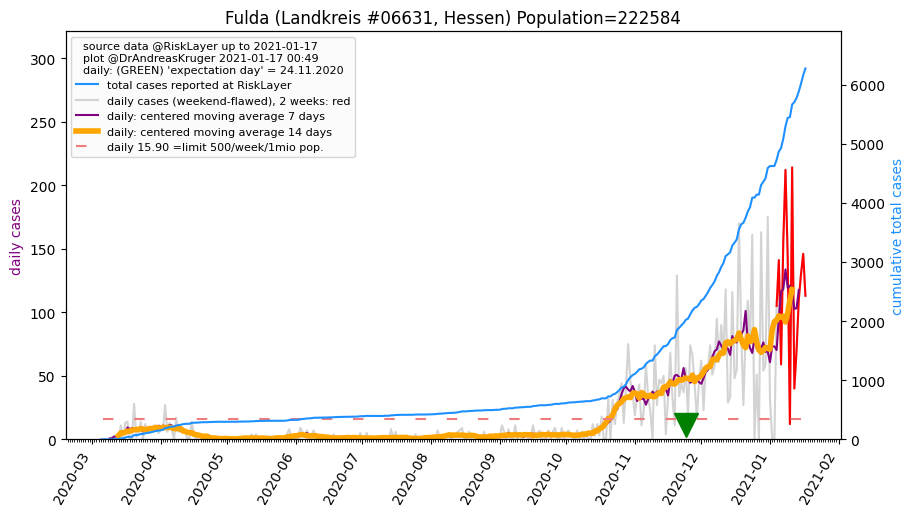 Fulda (Landkreis #06631, Hessen) Population=222584
source data @RiskLayer up to 2021-01-17
plot @DrAndreasKruger 2021-01-17 00:49
daily: (GREEN) 'expectation day' = 24.11.2020
total cases reported at RiskLayer
daily cases (weekend-flawed), 2 weeks: red
daily: centered moving average 7 days
daily: centered moving average 14 days
daily 15.90 =limit 500/week/1mio pop.
daily cases
300
250
200
150
100
50
0
cumulative total cases
6000
5000
4000
3000
2000
1000
0
2020-03
2020-04
2020-05
2020-06
2020-07
2020-08
2020-09
2020-10
2020-11
2020-12
2021-01
2021-02